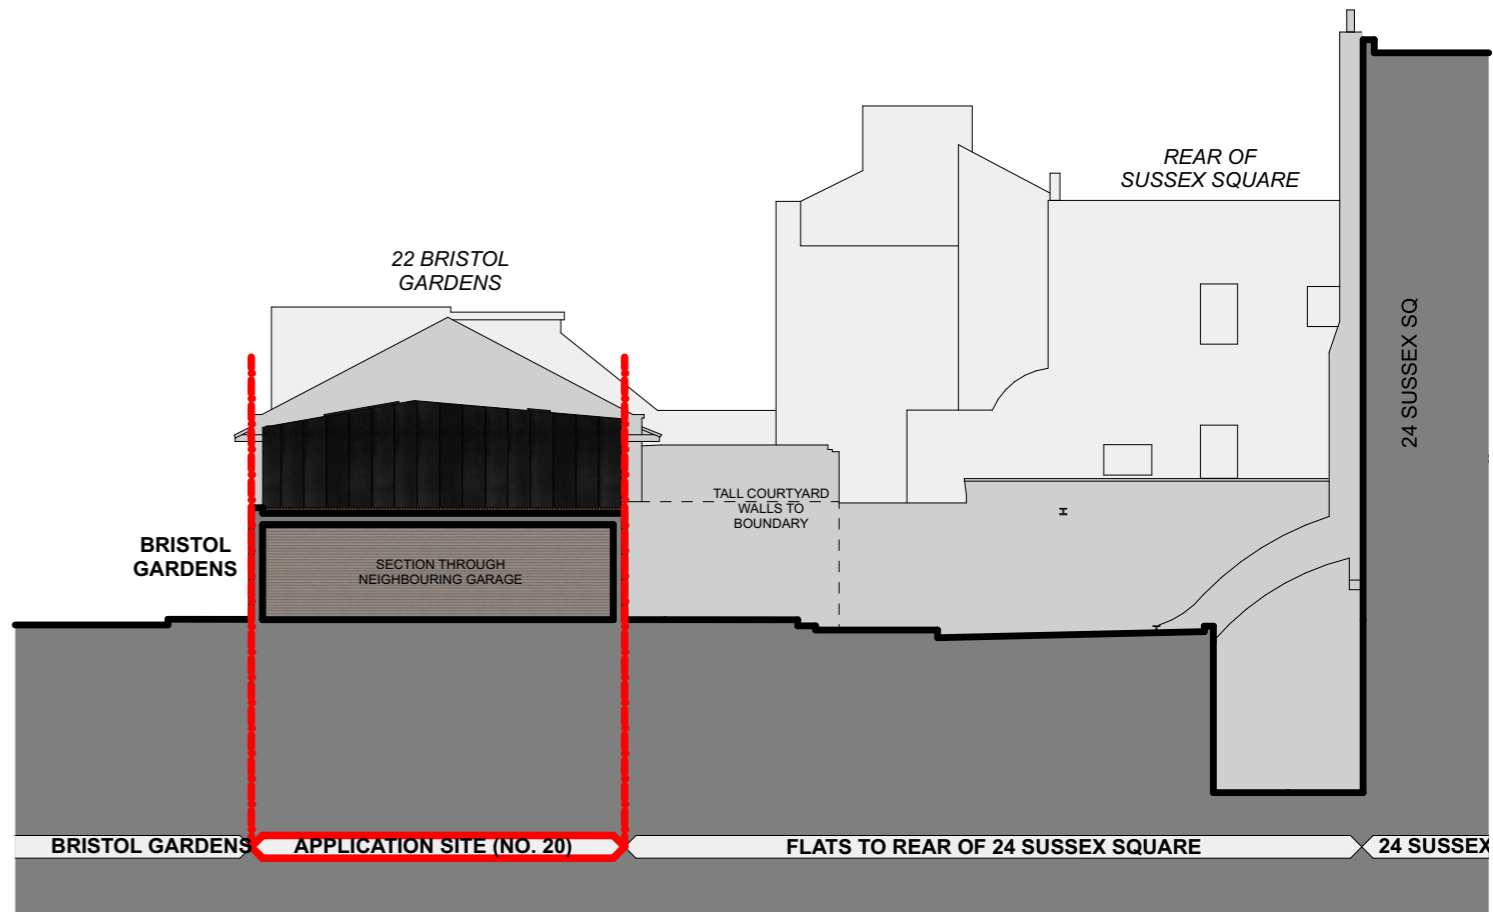 REAR OF
SUSSEX SQUARE
22 BRISTOL
GARDENS
24 SUSSEX SQ
TALL COURTYARD
WALLS TO
BOUNDARY
BRISTOL
GARDENS
SECTION THROUGH
NEIGHBOURING GARAGE
BRISTOL GARDENS
APPLICATION SITE (NO. 20)
FLATS TO REAR OF 24 SUSSEX SQUARE
24 SUSSEX